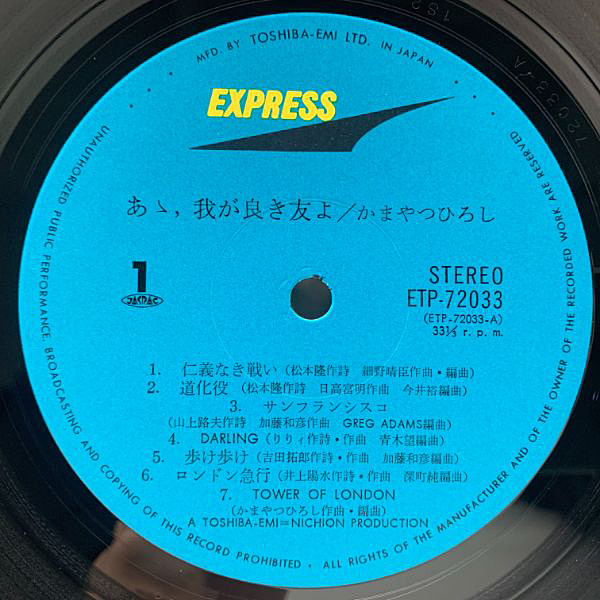 MFD. BY TOSHIBA-EMI LTD. IN JAPAN
EXPRESS
あゝ,我が良き友よ/かまやつひろし
1
JASRAC
STEREO
ETP-72033
(ETP-72033-A)
33⅓ r.p.m.
1. 仁義なき戦い(松本隆作詩 細野晴臣作曲・編曲)
2. 道化役(松本隆作詩 日高富明作曲 今井裕編曲)
3. サンフランシスコ
(山上路夫作詩 加藤和彦作曲 GREG ADAMS編曲)
4. DARLING(りりィ作詩・作曲 青木望編曲)
5. 歩け歩け(吉田拓郎作詩・作曲 加藤和彦編曲)
6. ロンドン急行(井上陽水作詩・作曲 深町純編曲)
7. TOWER OF LONDON
(かまやつひろし作曲・編曲)
A TOSHIBA-EMI=NICHION PRODUCTION
UNAUTHORIZED PUBLIC PERFORMANCE, BROADCASTING AND COPYING OF THIS RECORD PROHIBITED • ALL RIGHTS OF THE MANUFACTURER AND OF THE OWNER OF THE RECORDED WORK ARE RESERVED
72033-A
1S2